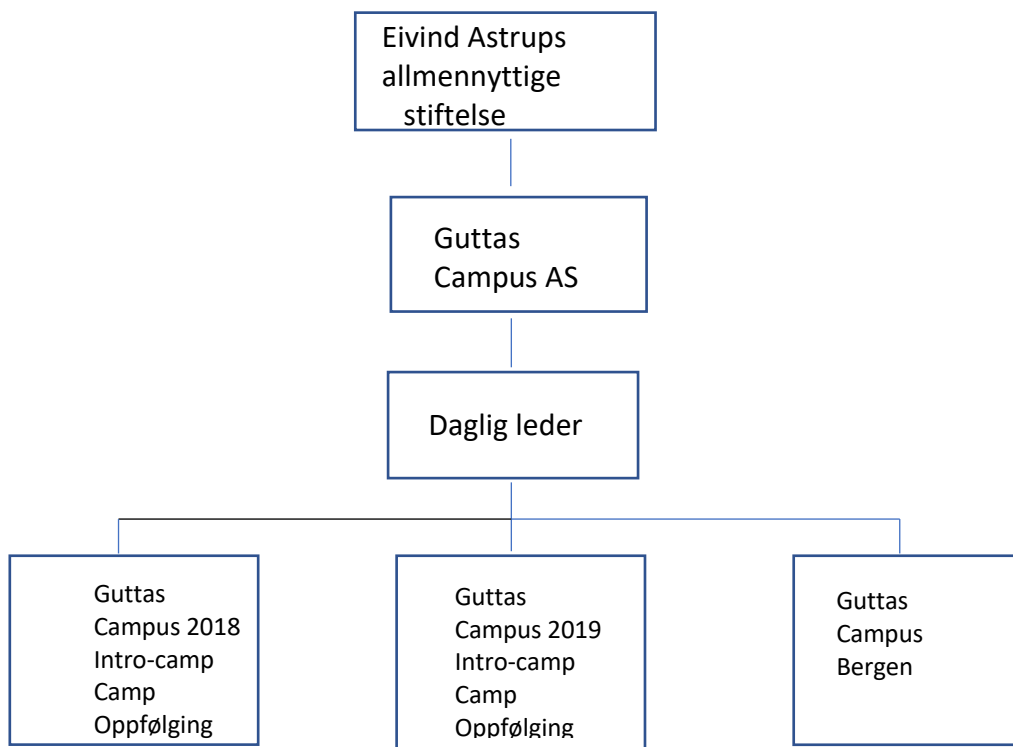 Eivind Astrups
allmennyttige
stiftelse
Guttas
Campus AS
Daglig leder
Guttas
Campus 2018
Intro-camp
Camp
Oppfølging
Guttas
Campus 2019
Intro-camp
Camp
Oppfølging
Guttas
Campus
Bergen